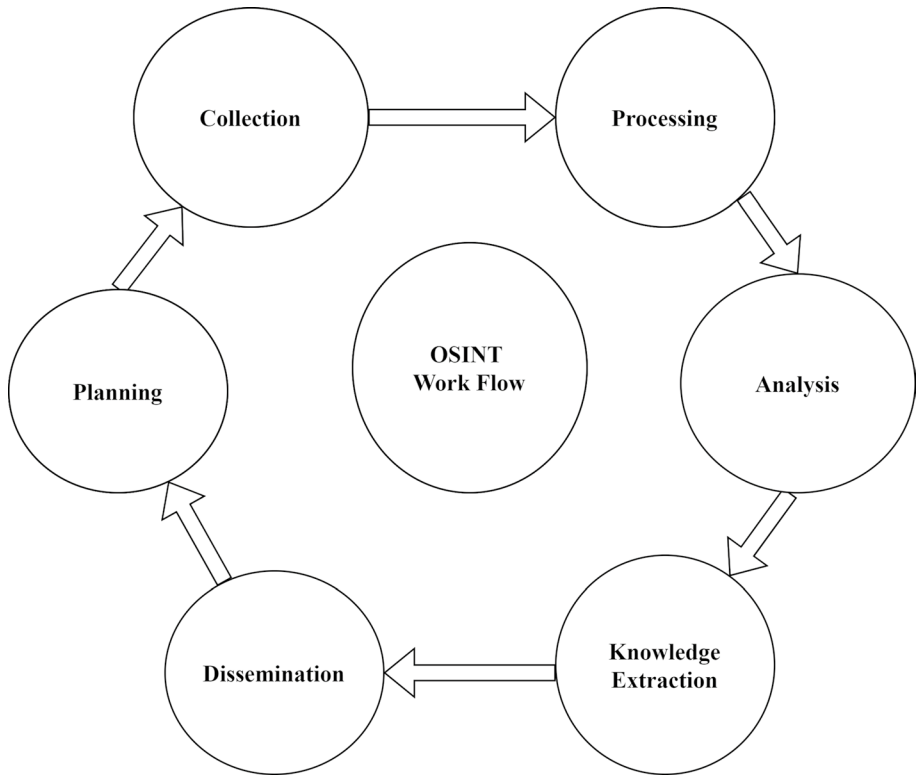 Collection
Processing
OSINT
Work Flow
Planning
Analysis
Knowledge
Extraction
Dissemination